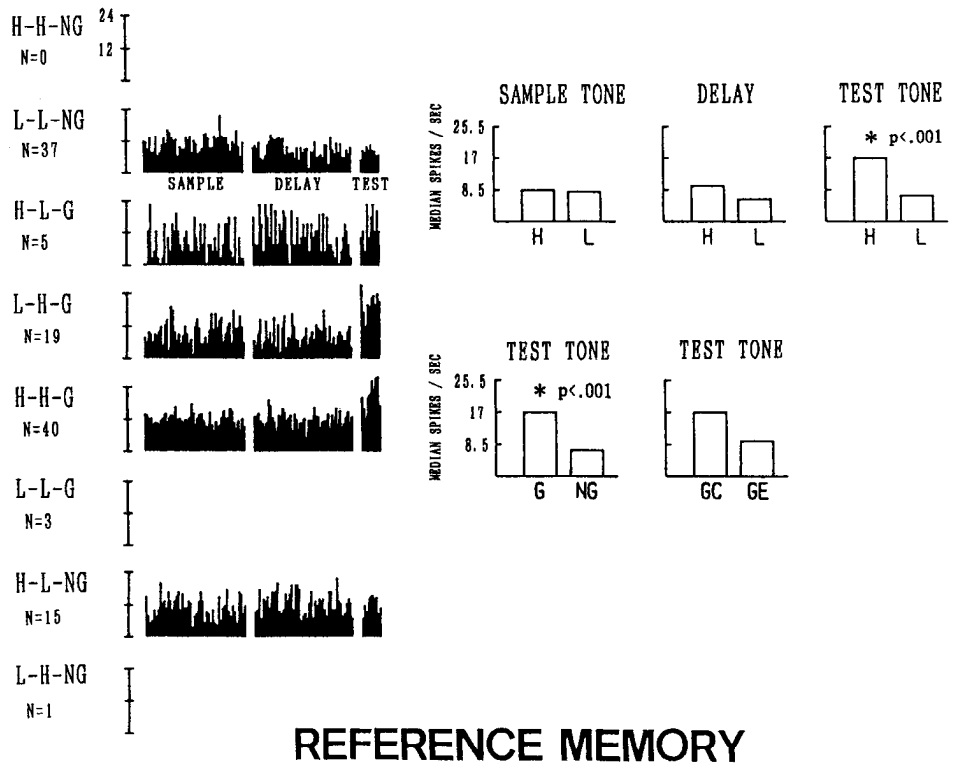 H-H-NG
N=0
24
12
L-L-NG
N=37
SAMPLE DELAY TEST
H-L-G
N=5
L-H-G
N=19
H-H-G
N=40
L-L-G
N=3
H-L-NG
N=15
L-H-NG
N=1
SAMPLE TONE
MEDIAN SPIKES / SEC
25.5
17
8.5
H L
DELAY
H L
TEST TONE
* p<.001
H L
TEST TONE
MEDIAN SPIKES / SEC
25.5
17
8.5
* p<.001
G NG
TEST TONE
GC GE
REFERENCE MEMORY